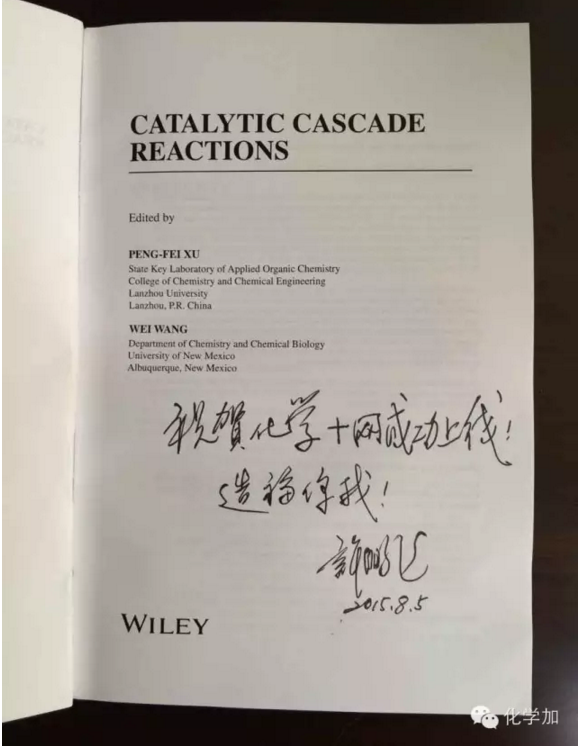 CATALYTIC CASCADE
REACTIONS
Edited by
PENG-FEI XU
State Key Laboratory of Applied Organic Chemistry
College of Chemistry and Chemical Engineering
Lanzhou University
Lanzhou, P.R. China
WEI WANG
Department of Chemistry and Chemical Biology
University of New Mexico
Albuquerque, New Mexico
祝賀化学+网成功上线!
造福你我!
许鹏飞
2015.8.5
WILEY
化学加